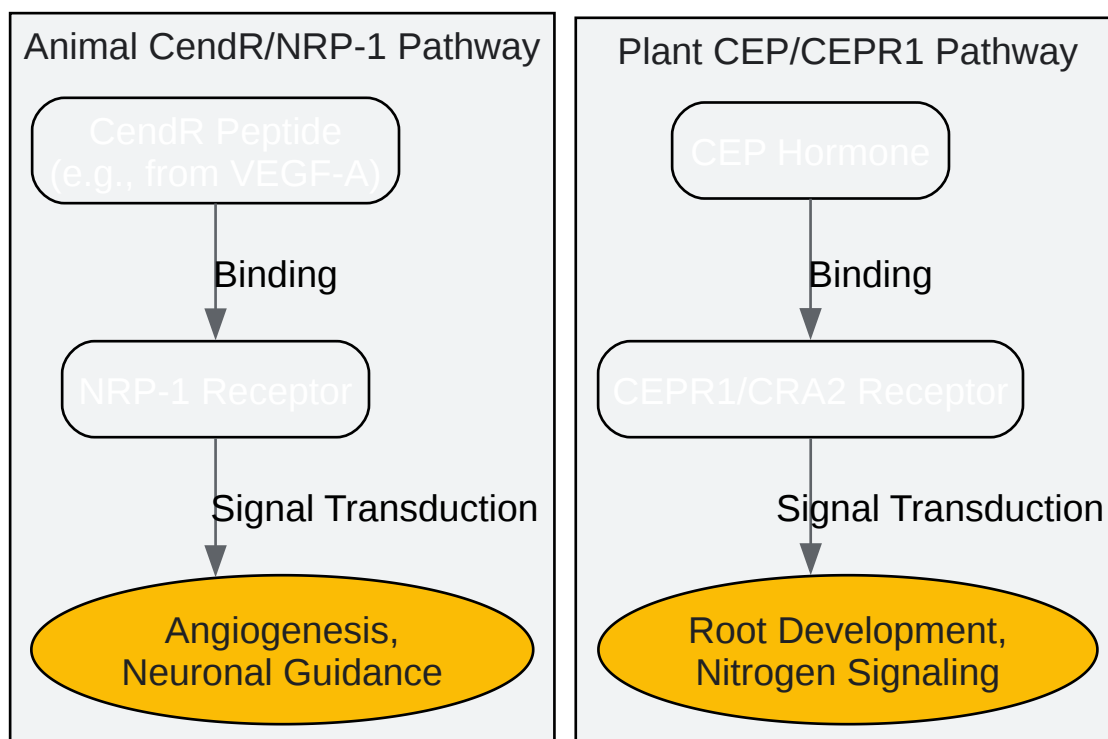 Animal CendR/NRP-1 Pathway
CendR Peptide
(e.g., from VEGF-A)
Binding
NRP-1 Receptor
Signal Transduction
Angiogenesis,
Neuronal Guidance
Plant CEP/CEPR1 Pathway
CEP Hormone
Binding
CEPR1/CRA2 Receptor
Signal Transduction
Root Development,
Nitrogen Signaling